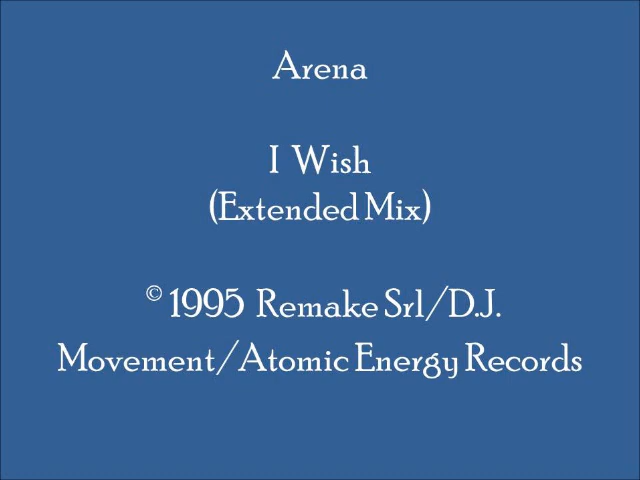 Arena
I Wish
(Extended Mix)
© 1995 Remake Srl/D.J.
Movement/Atomic Energy Records